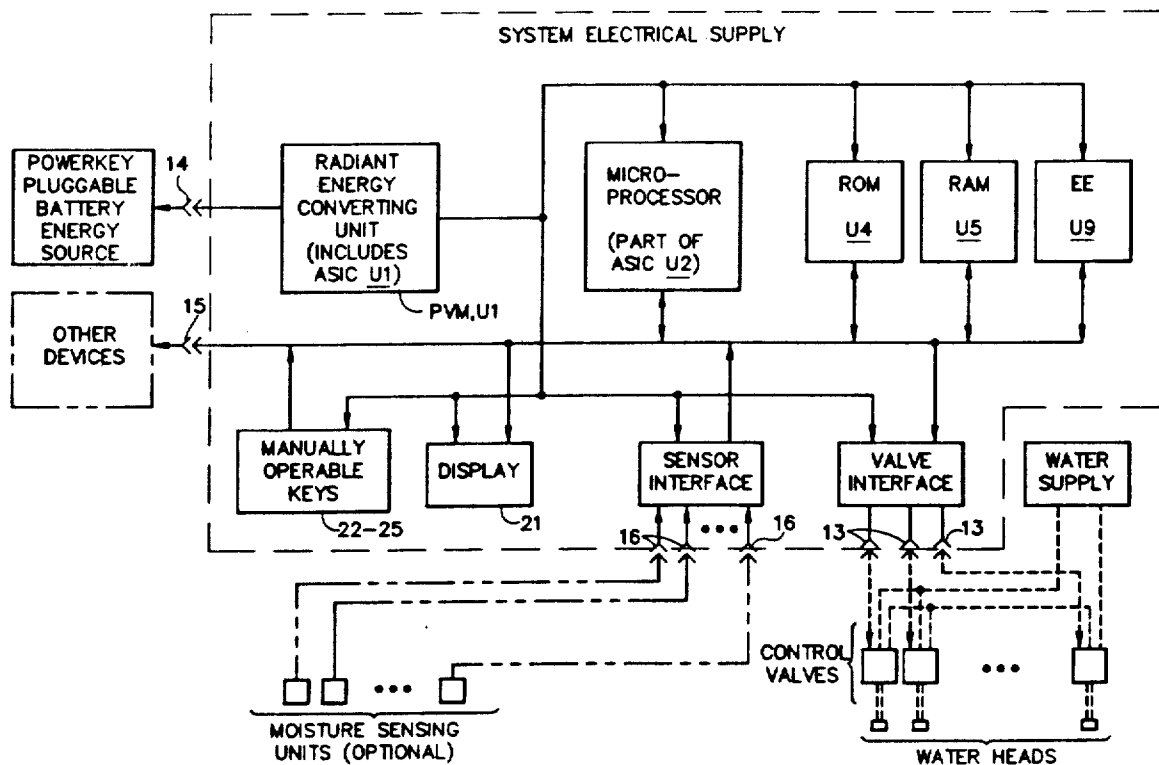 SYSTEM ELECTRICAL SUPPLY
POWERKEY
PLUGGABLE
BATTERY
ENERGY
SOURCE
14
RADIANT
ENERGY
CONVERTING
UNIT
(INCLUDES
ASIC U1)
PVM,U1
MICRO-
PROCESSOR
(PART OF
ASIC U2)
ROM
U4
RAM
U5
EE
U9
OTHER
DEVICES
15
MANUALLY
OPERABLE
KEYS
22-25
DISPLAY
21
SENSOR
INTERFACE
VALVE
INTERFACE
WATER
SUPPLY
16
16
13
13
CONTROL
VALVES
MOISTURE SENSING
UNITS (OPTIONAL)
WATER HEADS